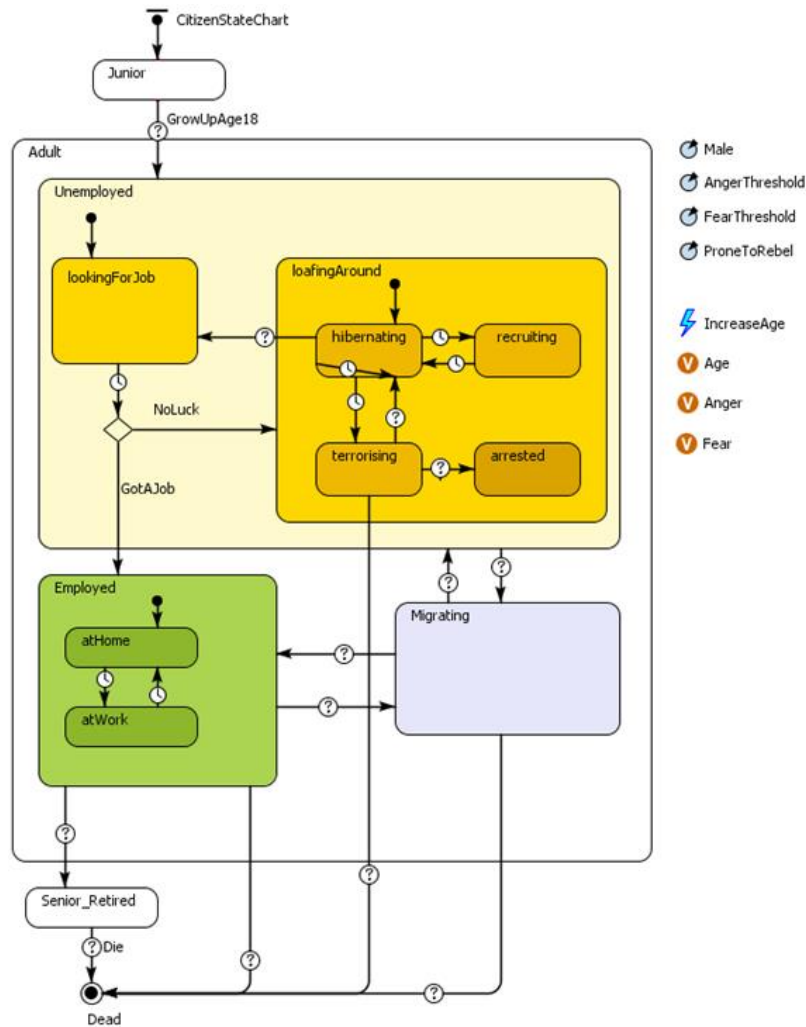 CitizenStateChart
Junior
GrowUpAge18
Adult
Unemployed
lookingForJob
loafingAround
hibernating
recruiting
NoLuck
terrorising
arrested
GotAJob
Employed
atHome
atWork
Migrating
Senior_Retired
Die
Dead
Male
AngerThreshold
FearThreshold
ProneToRebel
IncreaseAge
V Age
V Anger
V Fear
?
?
?
?
?
?
?
?
?
?
?
?
?
?